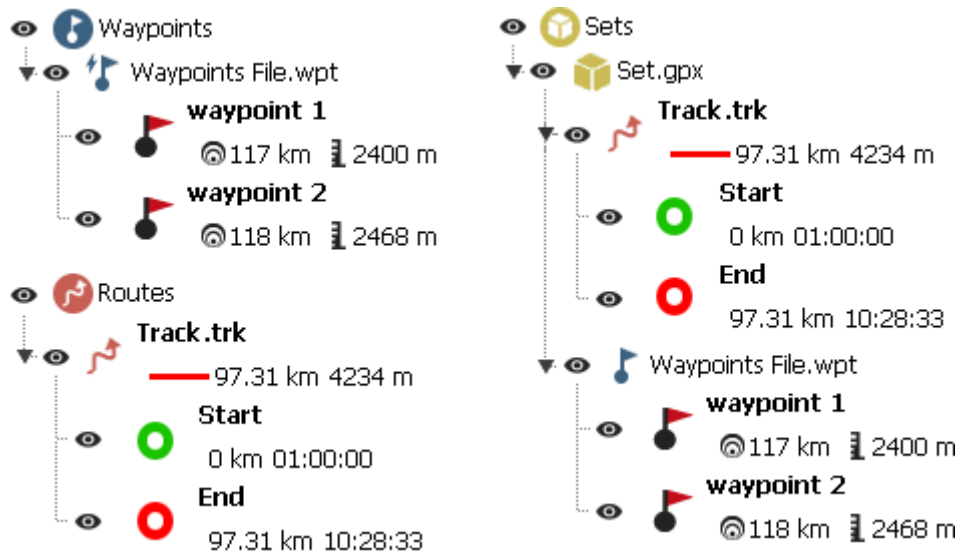 Waypoints
Waypoints File.wpt
waypoint 1
117 km 2400 m
waypoint 2
118 km 2468 m
Routes
Track.trk
97.31 km 4234 m
Start
0 km 01:00:00
End
97.31 km 10:28:33
Sets
Set.gpx
Track.trk
97.31 km 4234 m
Start
0 km 01:00:00
End
97.31 km 10:28:33
Waypoints File.wpt
waypoint 1
117 km 2400 m
waypoint 2
118 km 2468 m